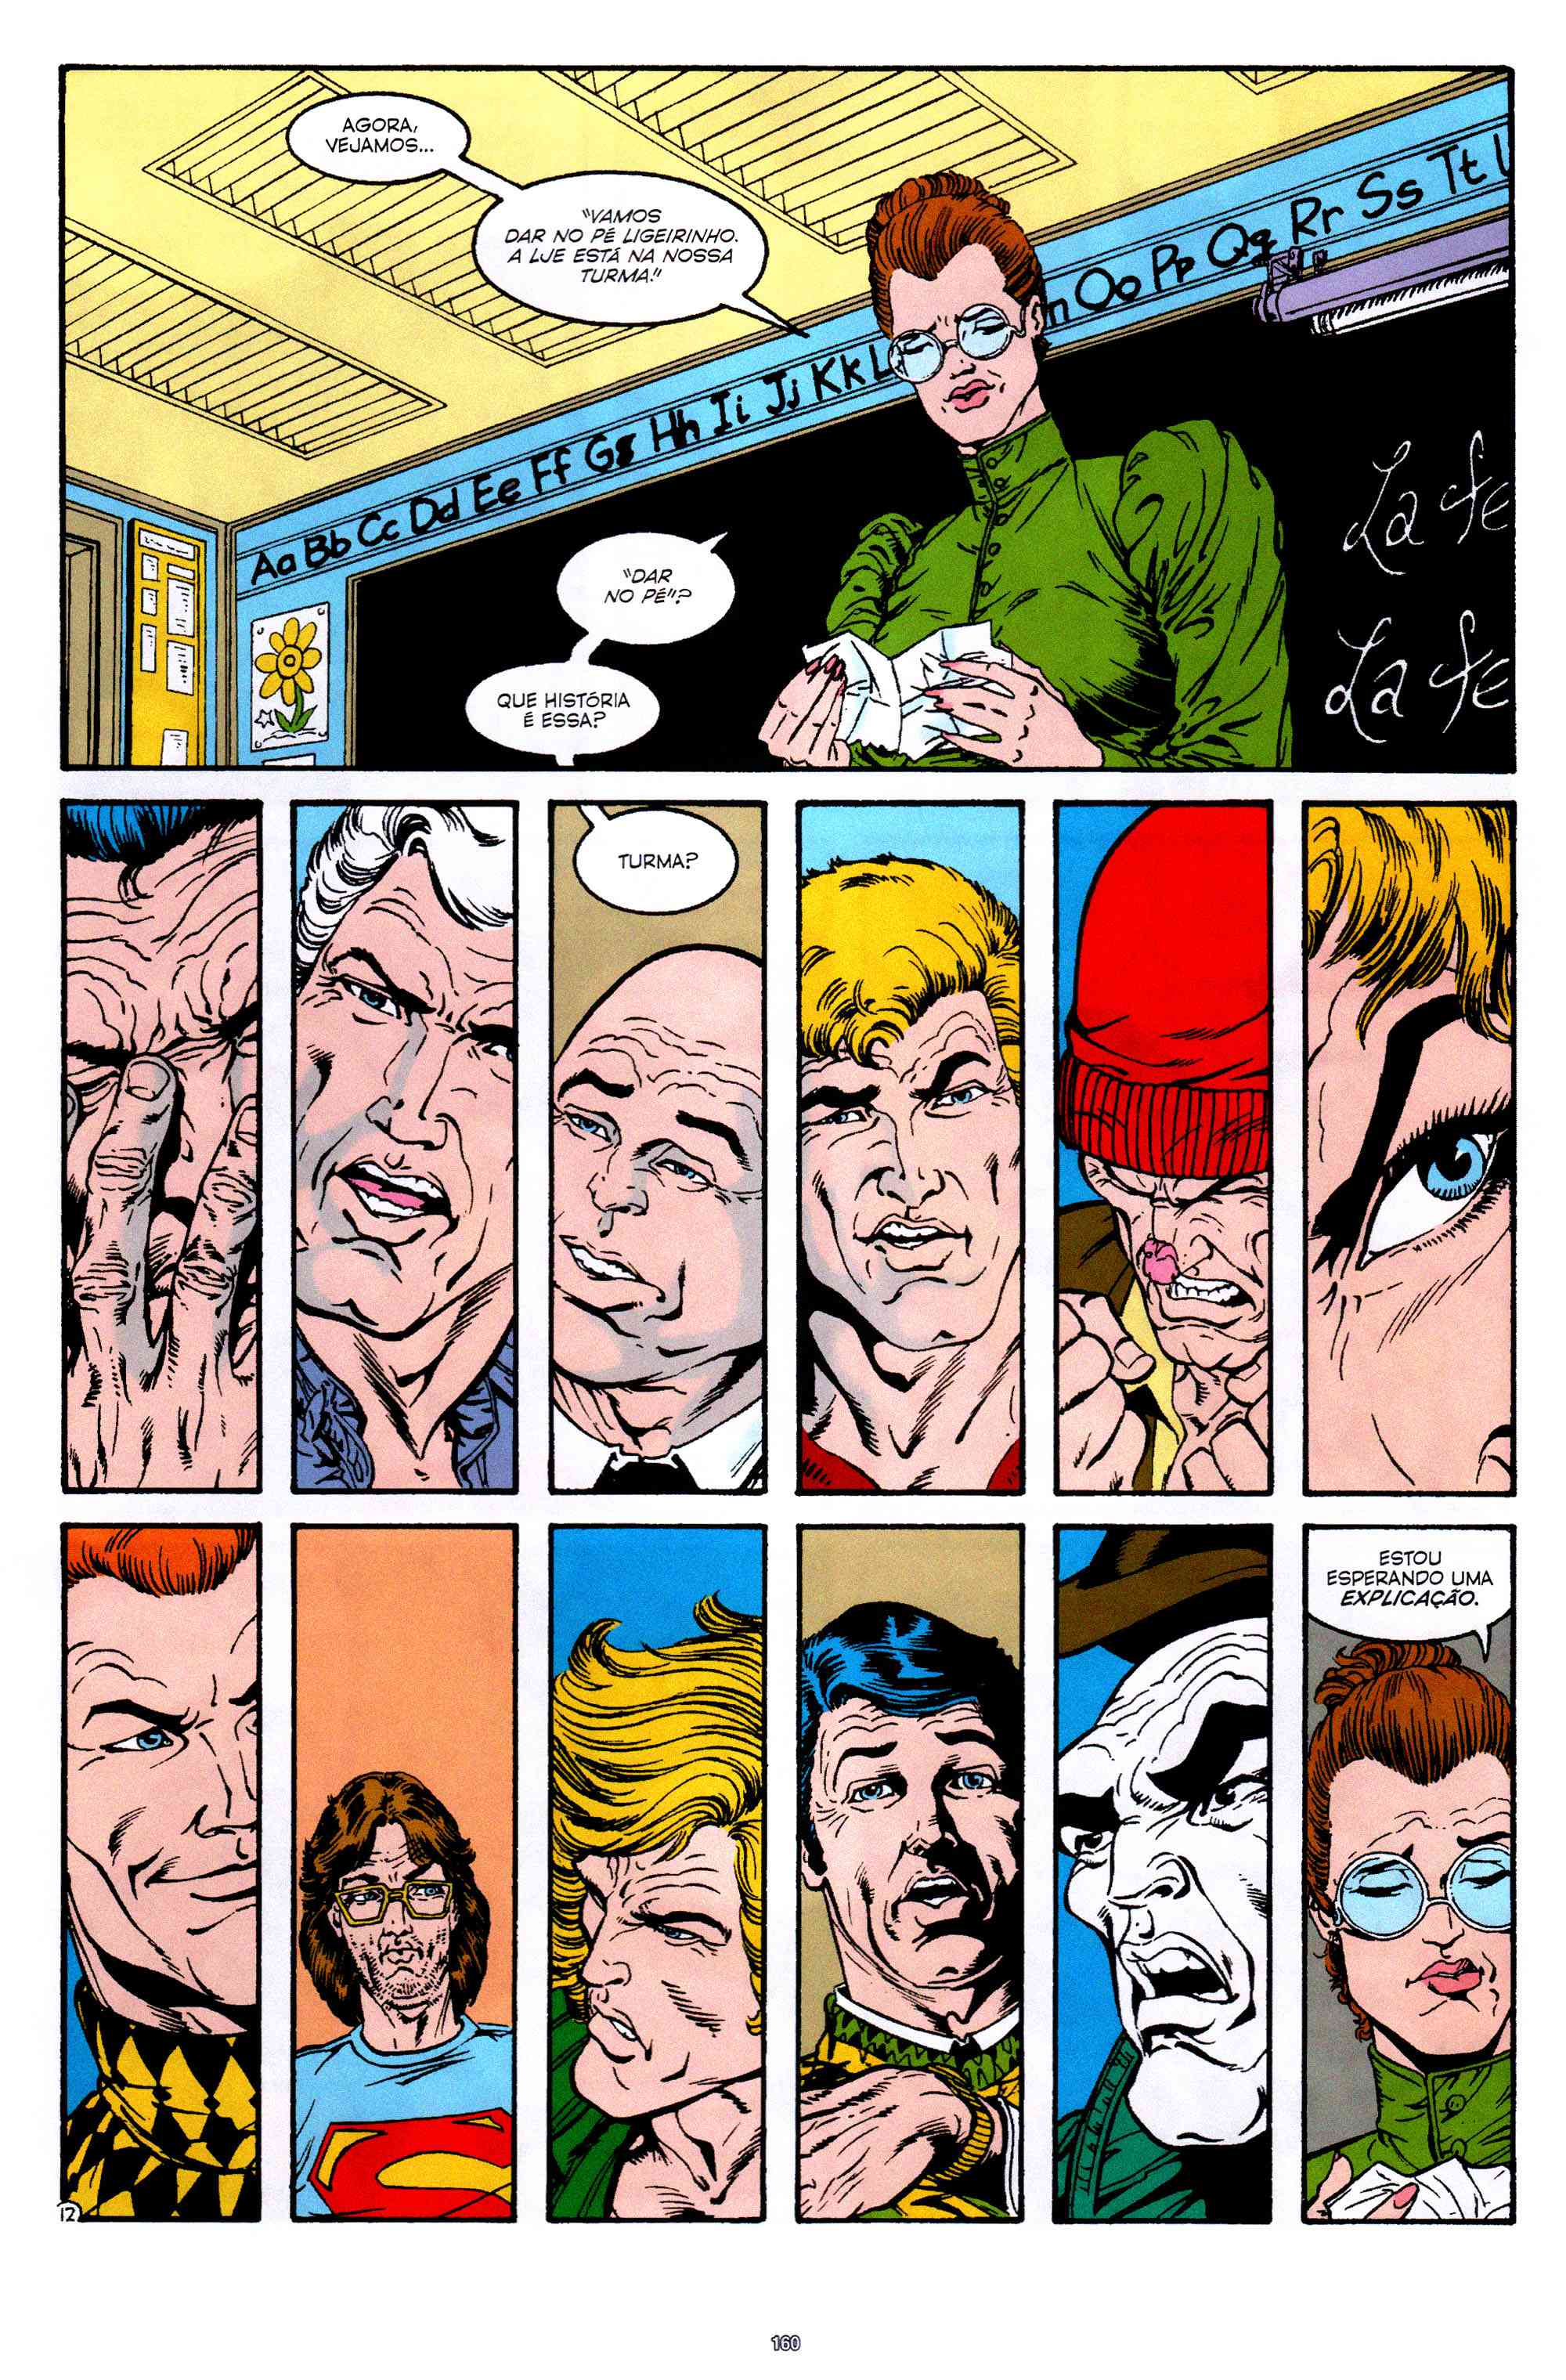 AGORA,
VEJAMOS...
"VAMOS
DAR NO PÉ LIGEIRINHO.
A LJE ESTÁ NA NOSSA
TURMA!"
Aa Bb Cc Dd Ee Ff Gg Hh Ii Jj Kk L
n Oo Pp Qq Rr Ss Tt U
La fe
La fe
"DAR
NO PÉ"?
QUE HISTÓRIA
É ESSA?
TURMA?
ESTOU
ESPERANDO UMA
EXPLICAÇÃO.
S
12
160